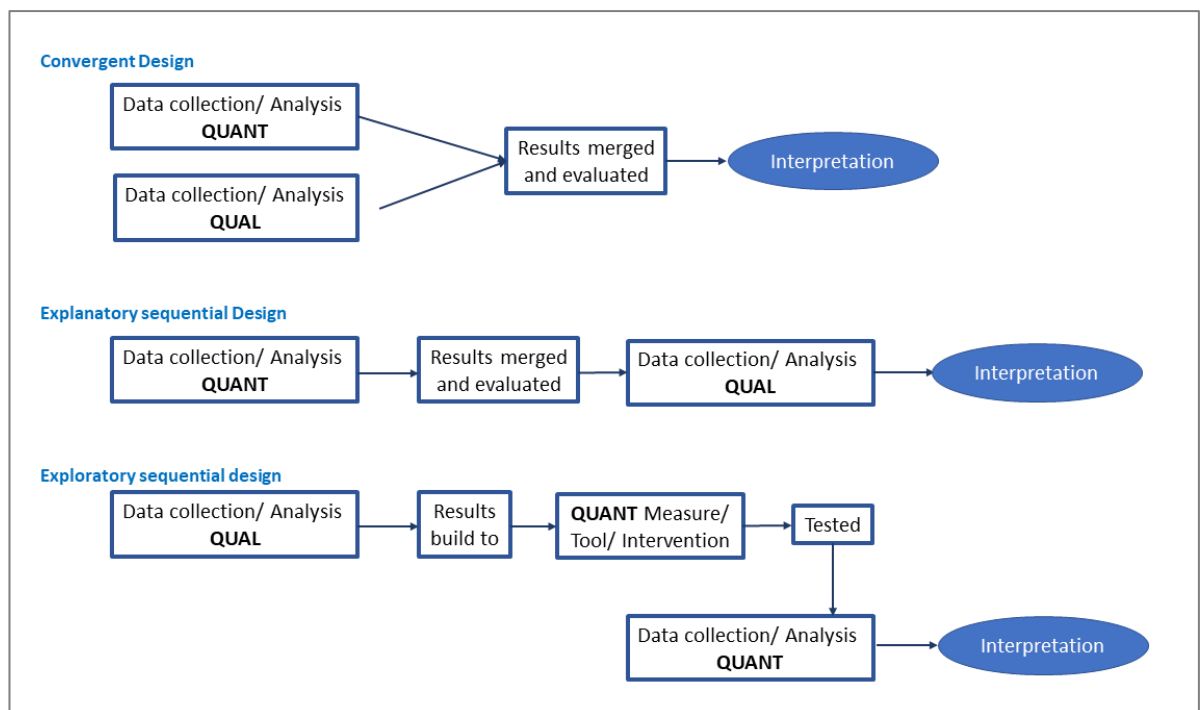 Convergent Design
Data collection/ Analysis
QUANT
Data collection/ Analysis
QUAL
Results merged
and evaluated
Interpretation
Explanatory sequential Design
Data collection/ Analysis
QUANT
Results merged
and evaluated
Data collection/ Analysis
QUAL
Interpretation
Exploratory sequential design
Data collection/ Analysis
QUAL
Results
build to
QUANT Measure/
Tool/ Intervention
Tested
Data collection/ Analysis
QUANT
Interpretation